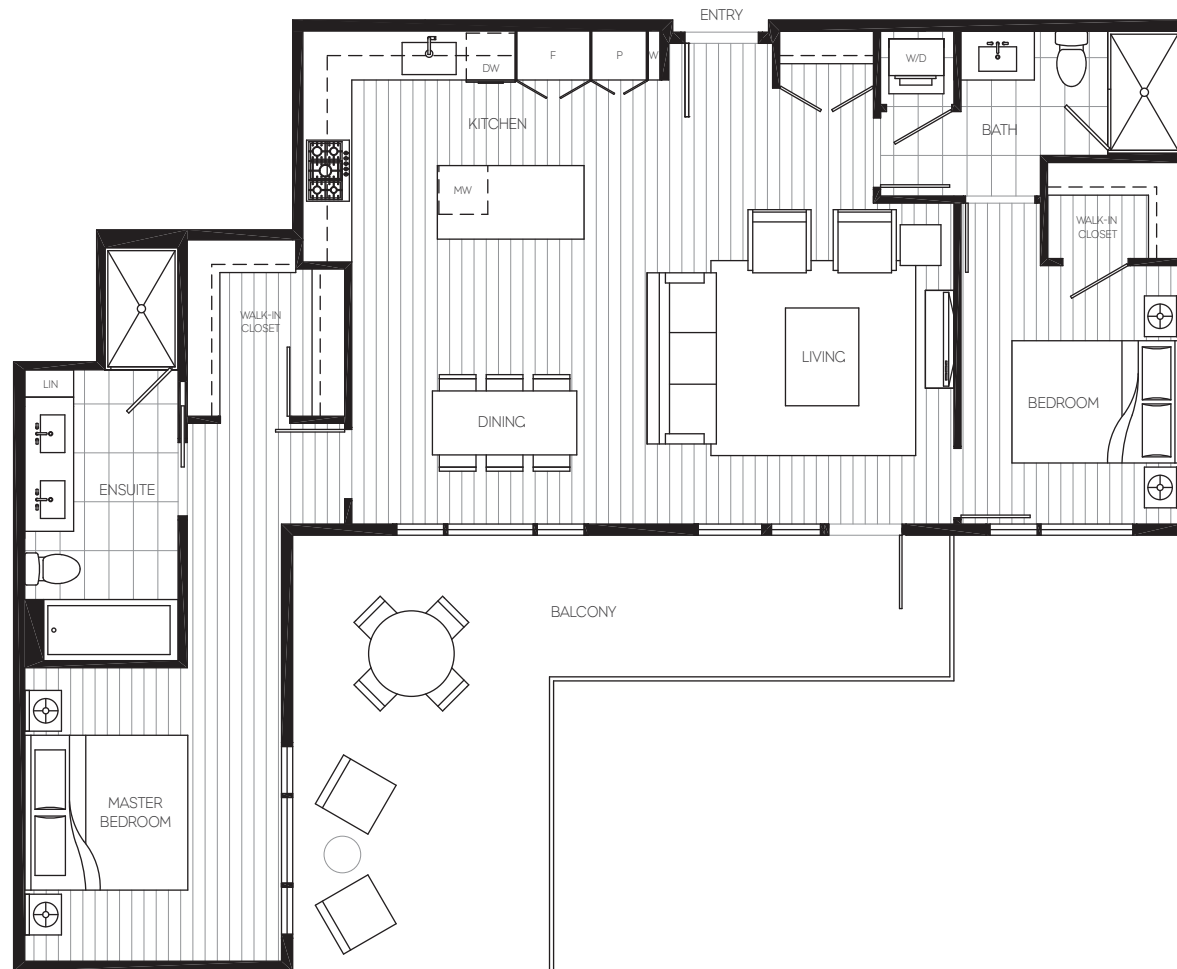 ENTRY
DW
F
P
W
W/D
KITCHEN
BATH
MW
WALK-IN
CLOSET
WALK-IN
CLOSET
LIVING
LIN
BEDROOM
DINING
ENSUITE
BALCONY
MASTER
BEDROOM